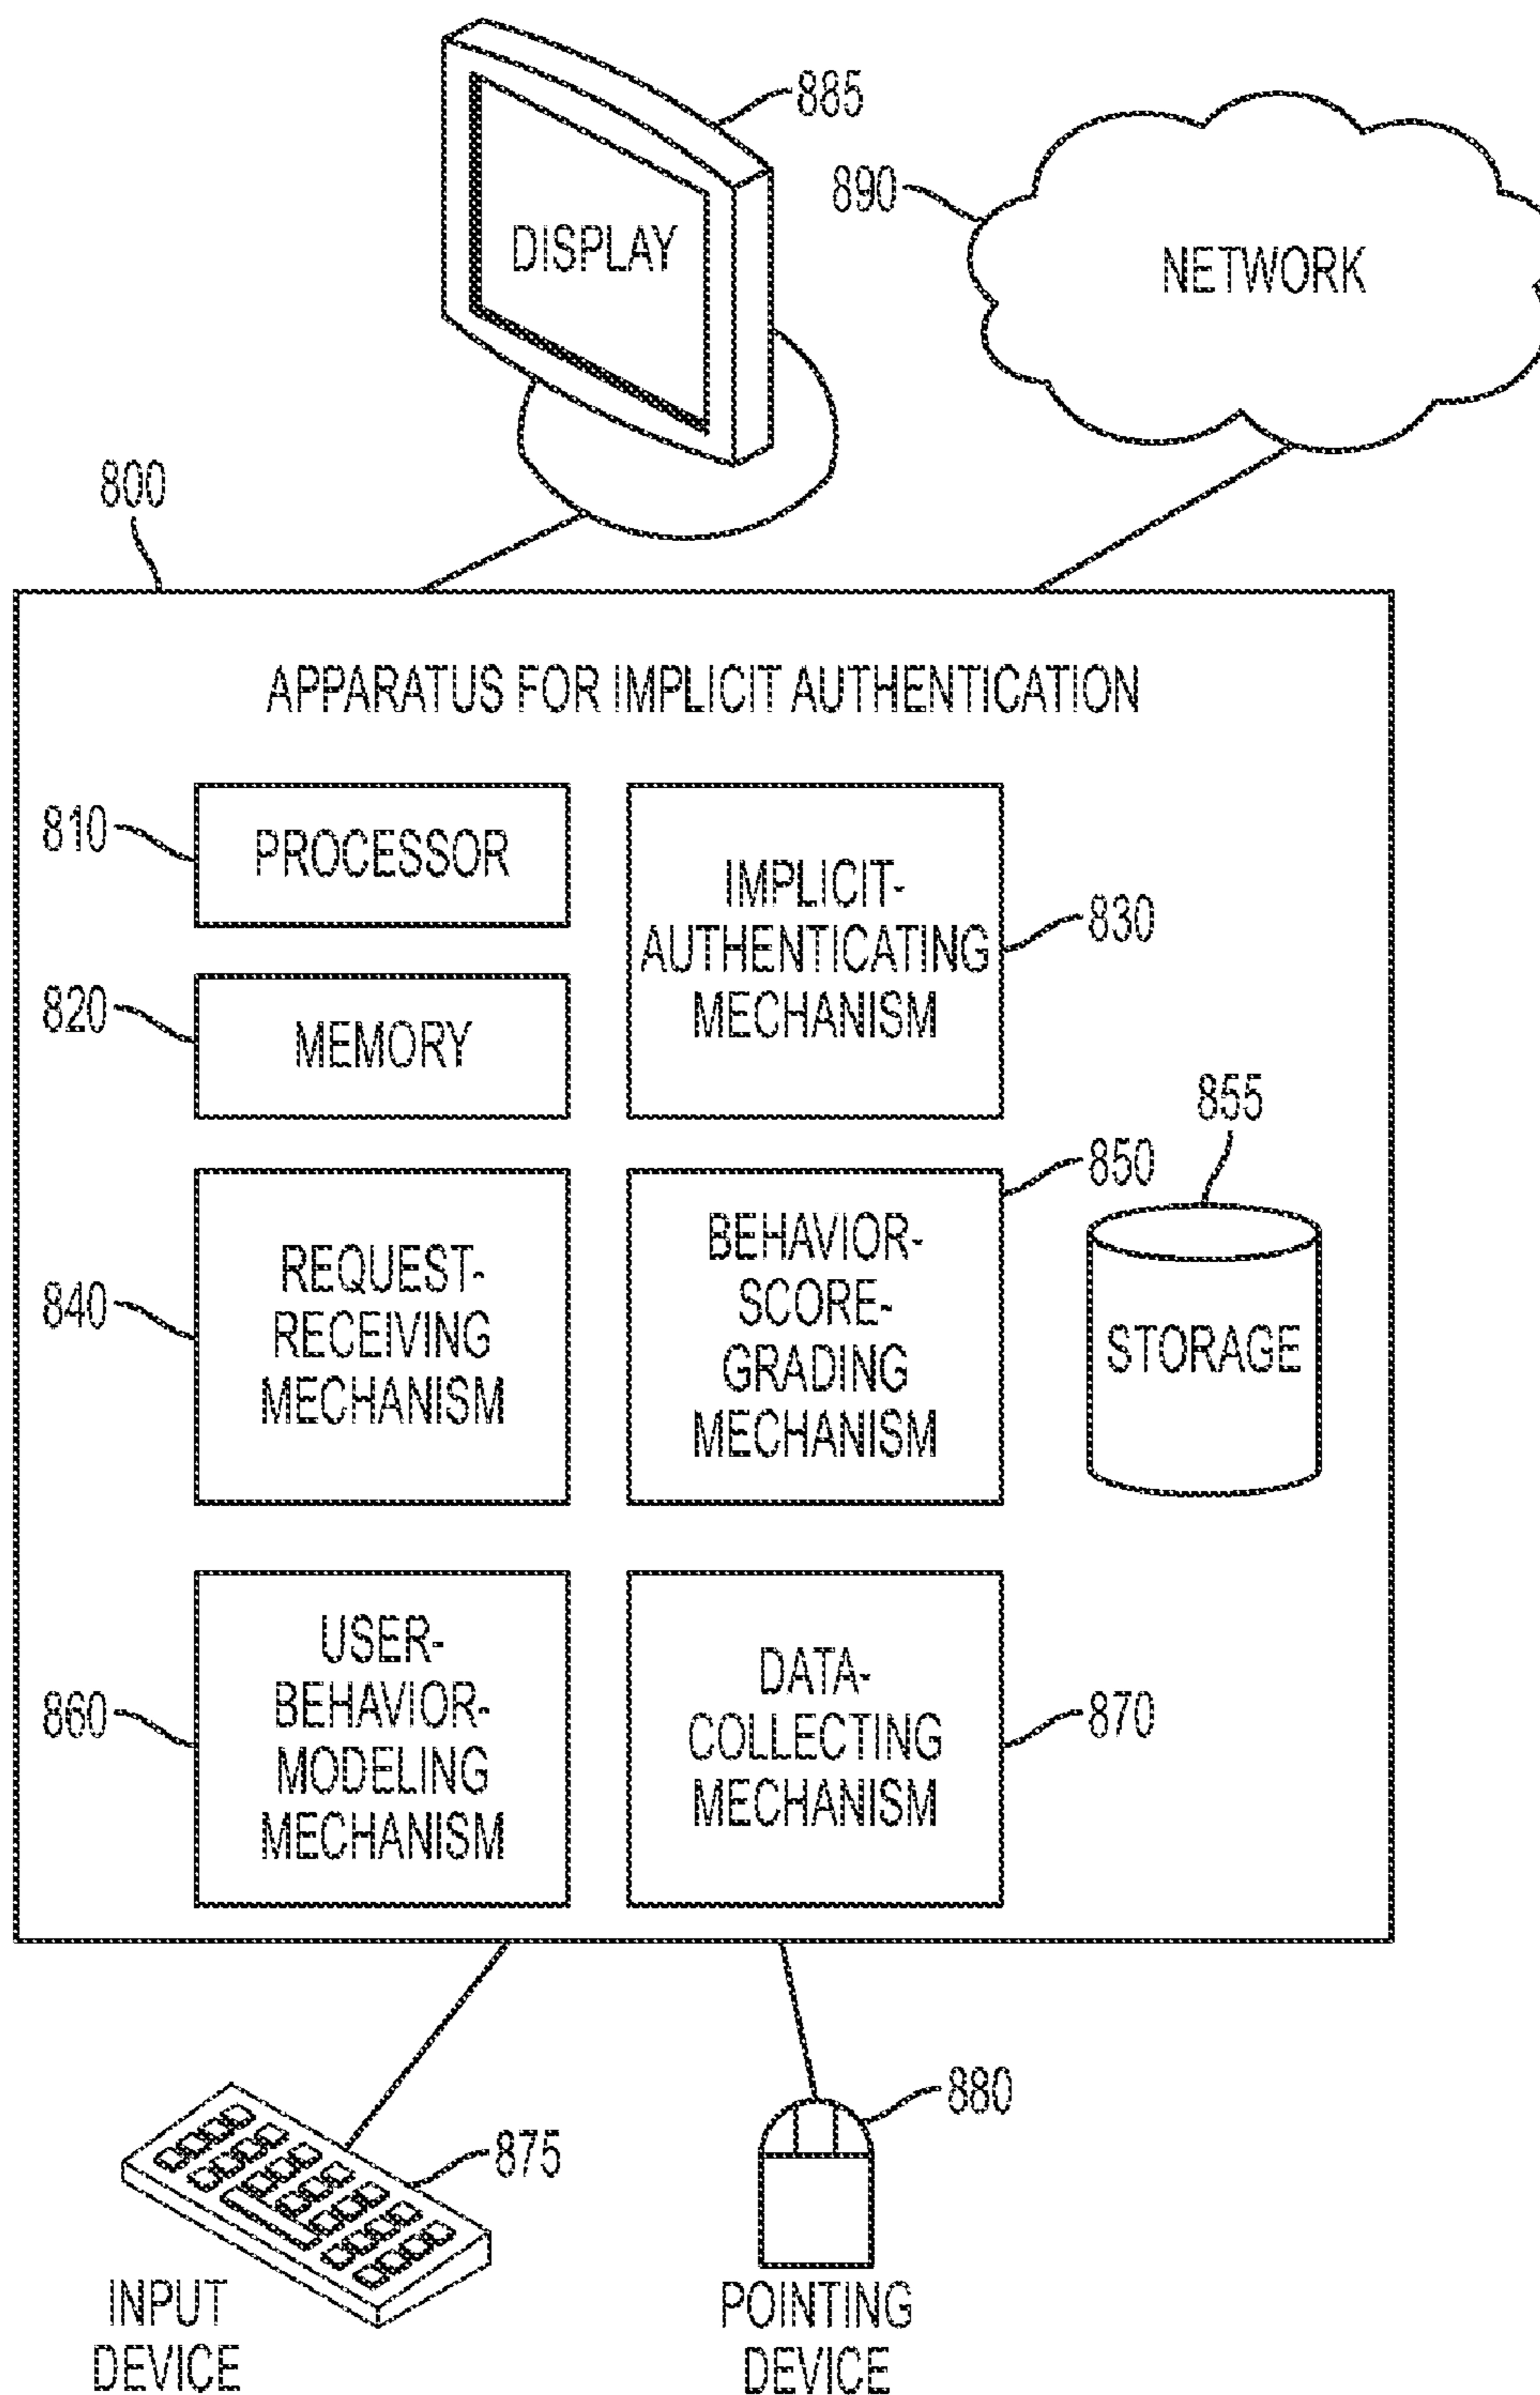 885
DISPLAY
890
NETWORK
800
APPARATUS FOR IMPLICIT AUTHENTICATION
810
PROCESSOR
820
MEMORY
IMPLICIT-
AUTHENTICATING
MECHANISM
830
840
REQUEST-
RECEIVING
MECHANISM
850
BEHAVIOR-
SCORE-
GRADING
MECHANISM
855
STORAGE
860
USER-
BEHAVIOR-
MODELING
MECHANISM
DATA-
COLLECTING
MECHANISM
870
875
INPUT
DEVICE
880
POINTING
DEVICE